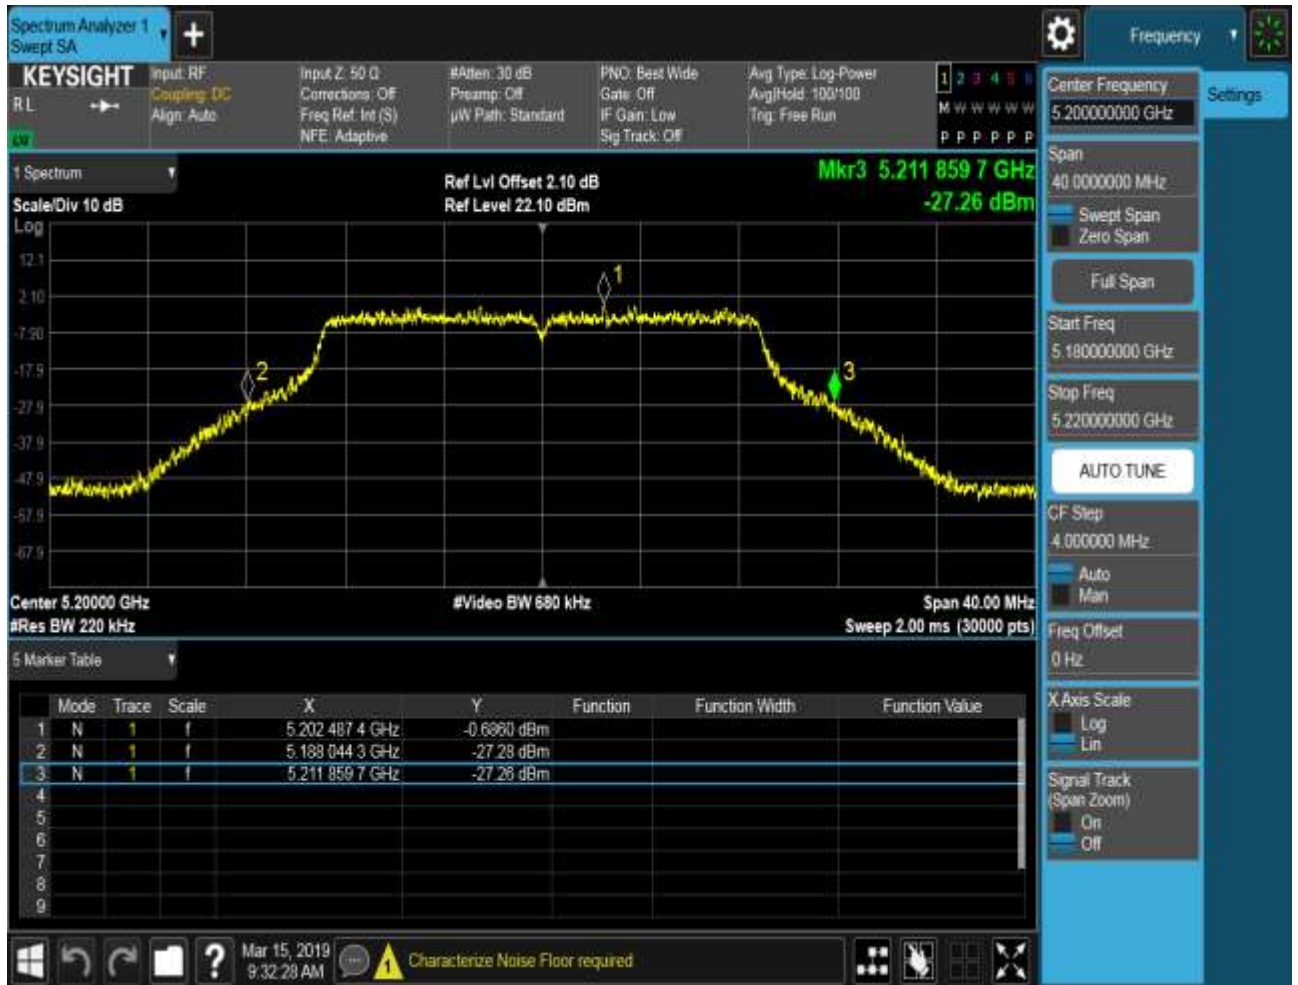 Spectrum Analyzer 1
Swept SA
+
Frequency
KEYSIGHT
R L
Input: RF
Coupling: DC
Align: Auto
Input Z: 50 Ω
Corrections: Off
Freq Ref: Int (S)
NFE: Adaptive
#Atten: 30 dB
Preamp: Off
µW Path: Standard
PNO: Best Wide
Gate: Off
IF Gain: Low
Sig Track: Off
Avg Type: Log-Power
Avg|Hold: 100/100
Trig: Free Run
1 2 3 4 5 6
M W W W W W
P P P P P P
1 Spectrum
Scale/Div 10 dB
Ref Lvl Offset 2.10 dB
Ref Level 22.10 dBm
Mkr3 5.211 859 7 GHz
-27.26 dBm
Log
12.1
2.10
-7.90
-17.9
-27.9
-37.9
-47.9
-57.9
-67.9
1
2
3
Center 5.20000 GHz
#Video BW 680 kHz
Span 40.00 MHz
#Res BW 220 kHz
Sweep 2.00 ms (30000 pts)
5 Marker Table
Mode Trace Scale X Y Function Function Width Function Value
1 N 1 f 5.202 487 4 GHz -0.6860 dBm
2 N 1 f 5.188 044 3 GHz -27.28 dBm
3 N 1 f 5.211 859 7 GHz -27.26 dBm
4
5
6
7
8
9
Center Frequency
5.200000000 GHz
Settings
Span
40.0000000 MHz
Swept Span
Zero Span
Full Span
Start Freq
5.180000000 GHz
Stop Freq
5.220000000 GHz
AUTO TUNE
CF Step
4.000000 MHz
Auto
Man
Freq Offset
0 Hz
X Axis Scale
Log
Lin
Signal Track
(Span Zoom)
On
Off
?
Mar 15, 2019
9:32:28 AM
1
Characterize Noise Floor required